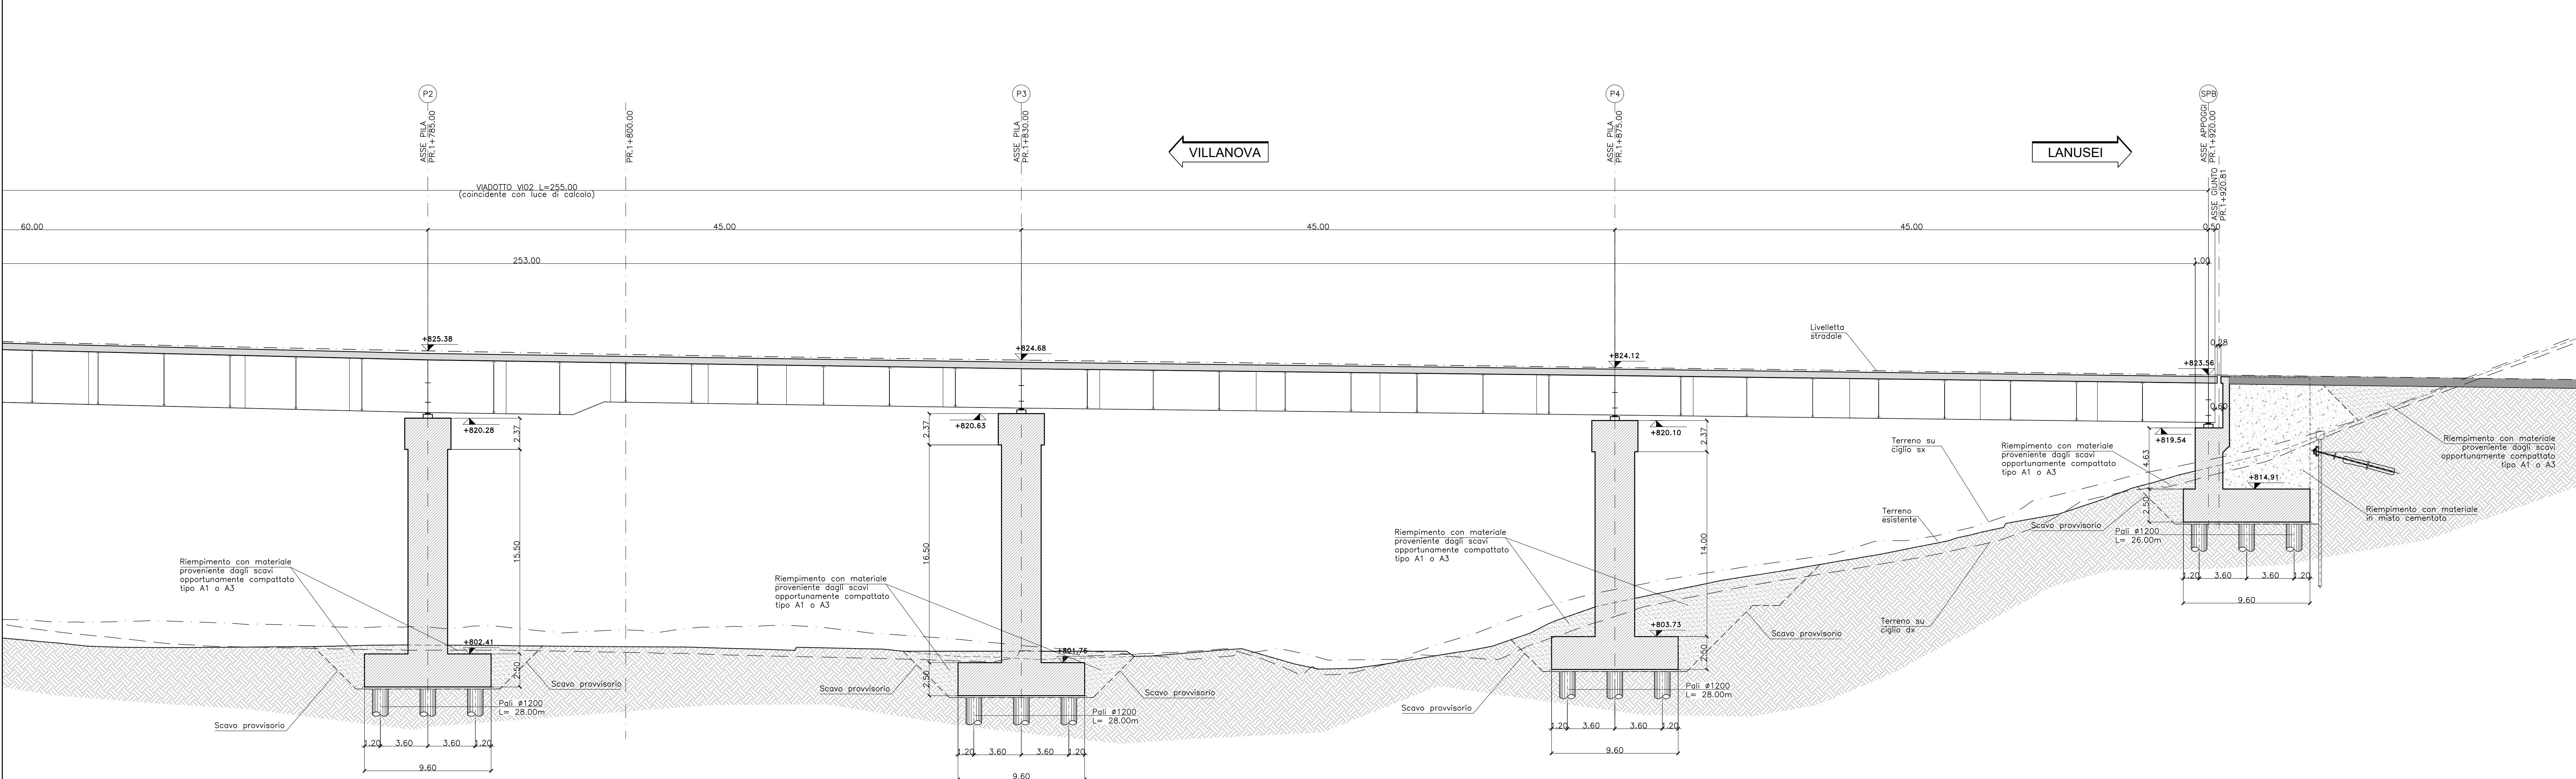 P2
P3
P4
SPB
ASSE PILA
PR.1+785.00
PR.1+800.00
ASSE PILA
PR.1+830.00
ASSE PILA
PR.1+875.00
ASSE APPOGGI
PR.1+920.00
ASSE GIUNTO
PR.1+920.81
VILLANOVA
LANUSEI
VIADOTTO VI02 L=255.00
(coincidente con luce di calcolo)
60.00
45.00
45.00
45.00
0.50
253.00
1.00
Livelletta
stradale
+825.38
+824.68
+824.12
+823.56
0.28
0.60
+820.28
2.37
15.50
2.50
+802.41
2.37
+820.63
16.50
2.50
+801.76
+820.10
2.37
14.00
2.50
+803.73
+819.54
4.63
2.50
+814.91
Terreno su
ciglio sx
Riempimento con materiale
proveniente dagli scavi
opportunamente compattato
tipo A1 o A3
Riempimento con materiale
proveniente dagli scavi
opportunamente compattato
tipo A1 o A3
Riempimento con materiale
in misto cementato
Terreno
esistente
Scavo provvisorio
Pali ø1200
L= 26.00m
Riempimento con materiale
proveniente dagli scavi
opportunamente compattato
tipo A1 o A3
Riempimento con materiale
proveniente dagli scavi
opportunamente compattato
tipo A1 o A3
Riempimento con materiale
proveniente dagli scavi
opportunamente compattato
tipo A1 o A3
Terreno su
ciglio dx
Scavo provvisorio
Scavo provvisorio
Scavo provvisorio
Scavo provvisorio
Scavo provvisorio
Scavo provvisorio
Pali ø1200
L= 28.00m
Pali ø1200
L= 28.00m
Pali ø1200
L= 28.00m
1.20 3.60 3.60 1.20
9.60
1.20 3.60 3.60 1.20
9.60
1.20 3.60 3.60 1.20
9.60
1.20 3.60 3.60 1.20
9.60